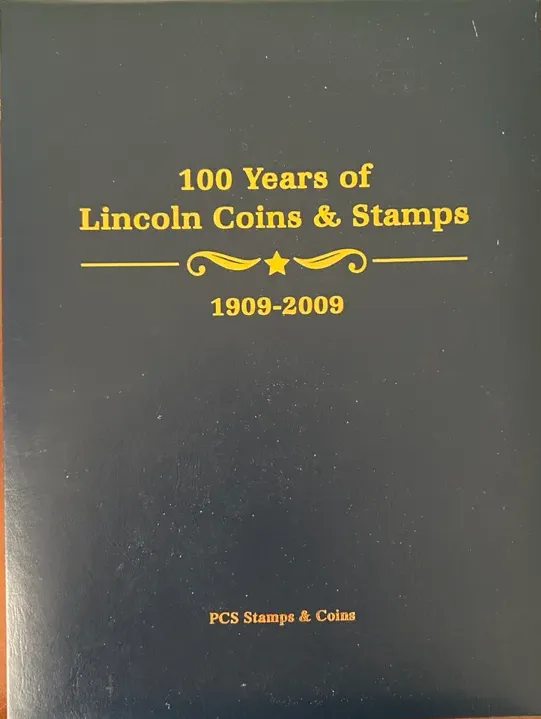 100 Years of
Lincoln Coins & Stamps
1909-2009
PCS Stamps & Coins